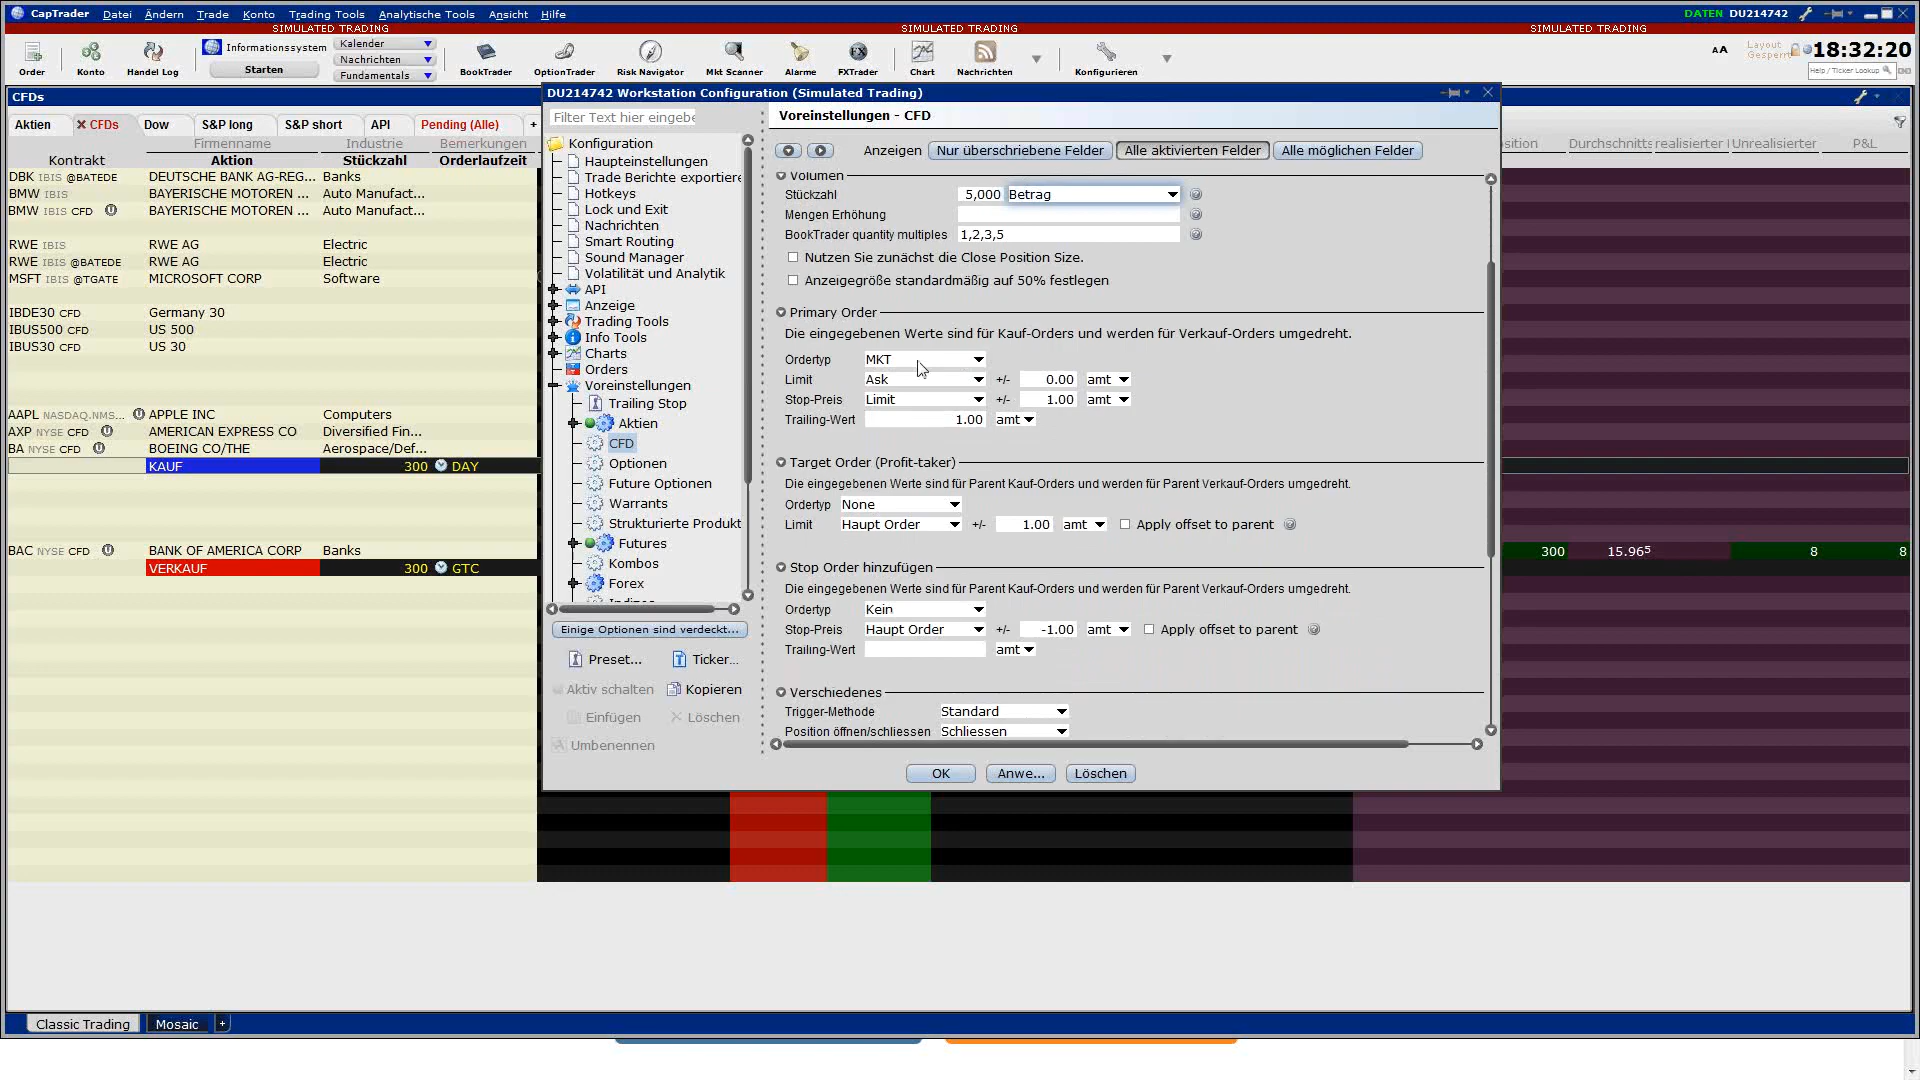 CapTrader Datei Ändern Trade Konto Trading Tools Analytische Tools Ansicht Hilfe DATEN DU214742
SIMULATED TRADING SIMULATED TRADING SIMULATED TRADING
Order Konto Handel Log Informationssystem Starten Kalender Nachrichten Fundamentals BookTrader OptionTrader Risk Navigator Mkt Scanner Alarme FXTrader Chart Nachrichten Konfigurieren AA Layout Gesperrt 18:32:20
FX
Help / Ticker Lookup
CFDs
Aktien CFDs Dow S&P long S&P short API Pending (Alle) +
Firmenname Industrie Bemerkungen
Kontrakt Aktion Stückzahl Orderlaufzeit
sition Durchschnitts realisierter Unrealisierter P&L
DBK IBIS @BATEDE DEUTSCHE BANK AG-REG... Banks
BMW IBIS BAYERISCHE MOTOREN ... Auto Manufact...
BMW IBIS CFD BAYERISCHE MOTOREN ... Auto Manufact...
RWE IBIS RWE AG Electric
RWE IBIS @BATEDE RWE AG Electric
MSFT IBIS @TGATE MICROSOFT CORP Software
IBDE30 CFD Germany 30
IBUS500 CFD US 500
IBUS30 CFD US 30
AAPL NASDAQ.NMS... APPLE INC Computers
AXP NYSE CFD AMERICAN EXPRESS CO Diversified Fin...
BA NYSE CFD BOEING CO/THE Aerospace/Def...
KAUF 300 DAY
BAC NYSE CFD BANK OF AMERICA CORP Banks 300 15.965 8 8
VERKAUF 300 GTC
DU214742 Workstation Configuration (Simulated Trading)
Filter Text hier eingebe
Konfiguration
Haupteinstellungen
Trade Berichte exportiere
Hotkeys
Lock und Exit
Nachrichten
Smart Routing
Sound Manager
Volatilität und Analytik
API
Anzeige
Trading Tools
Info Tools
Charts
Orders
Voreinstellungen
Trailing Stop
Aktien
CFD
Optionen
Future Optionen
Warrants
Strukturierte Produkt
Futures
Kombos
Forex
Einige Optionen sind verdeckt...
Preset... Ticker...
Aktiv schalten Kopieren
Einfügen Löschen
Umbenennen
Voreinstellungen - CFD
Anzeigen Nur überschriebene Felder Alle aktivierten Felder Alle möglichen Felder
Volumen
Stückzahl 5,000 Betrag
Mengen Erhöhung
BookTrader quantity multiples 1,2,3,5
Nutzen Sie zunächst die Close Position Size.
Anzeigegröße standardmäßig auf 50% festlegen
Primary Order
Die eingegebenen Werte sind für Kauf-Orders und werden für Verkauf-Orders umgedreht.
Ordertyp MKT
Limit Ask +/- 0.00 amt
Stop-Preis Limit +/- 1.00 amt
Trailing-Wert 1.00 amt
Target Order (Profit-taker)
Die eingegebenen Werte sind für Parent Kauf-Orders und werden für Parent Verkauf-Orders umgedreht.
Ordertyp None
Limit Haupt Order +/- 1.00 amt Apply offset to parent
Stop Order hinzufügen
Die eingegebenen Werte sind für Parent Kauf-Orders und werden für Parent Verkauf-Orders umgedreht.
Ordertyp Kein
Stop-Preis Haupt Order +/- -1.00 amt Apply offset to parent
Trailing-Wert amt
Verschiedenes
Trigger-Methode Standard
Position öffnen/schliessen Schliessen
OK Anwe... Löschen
Classic Trading Mosaic +